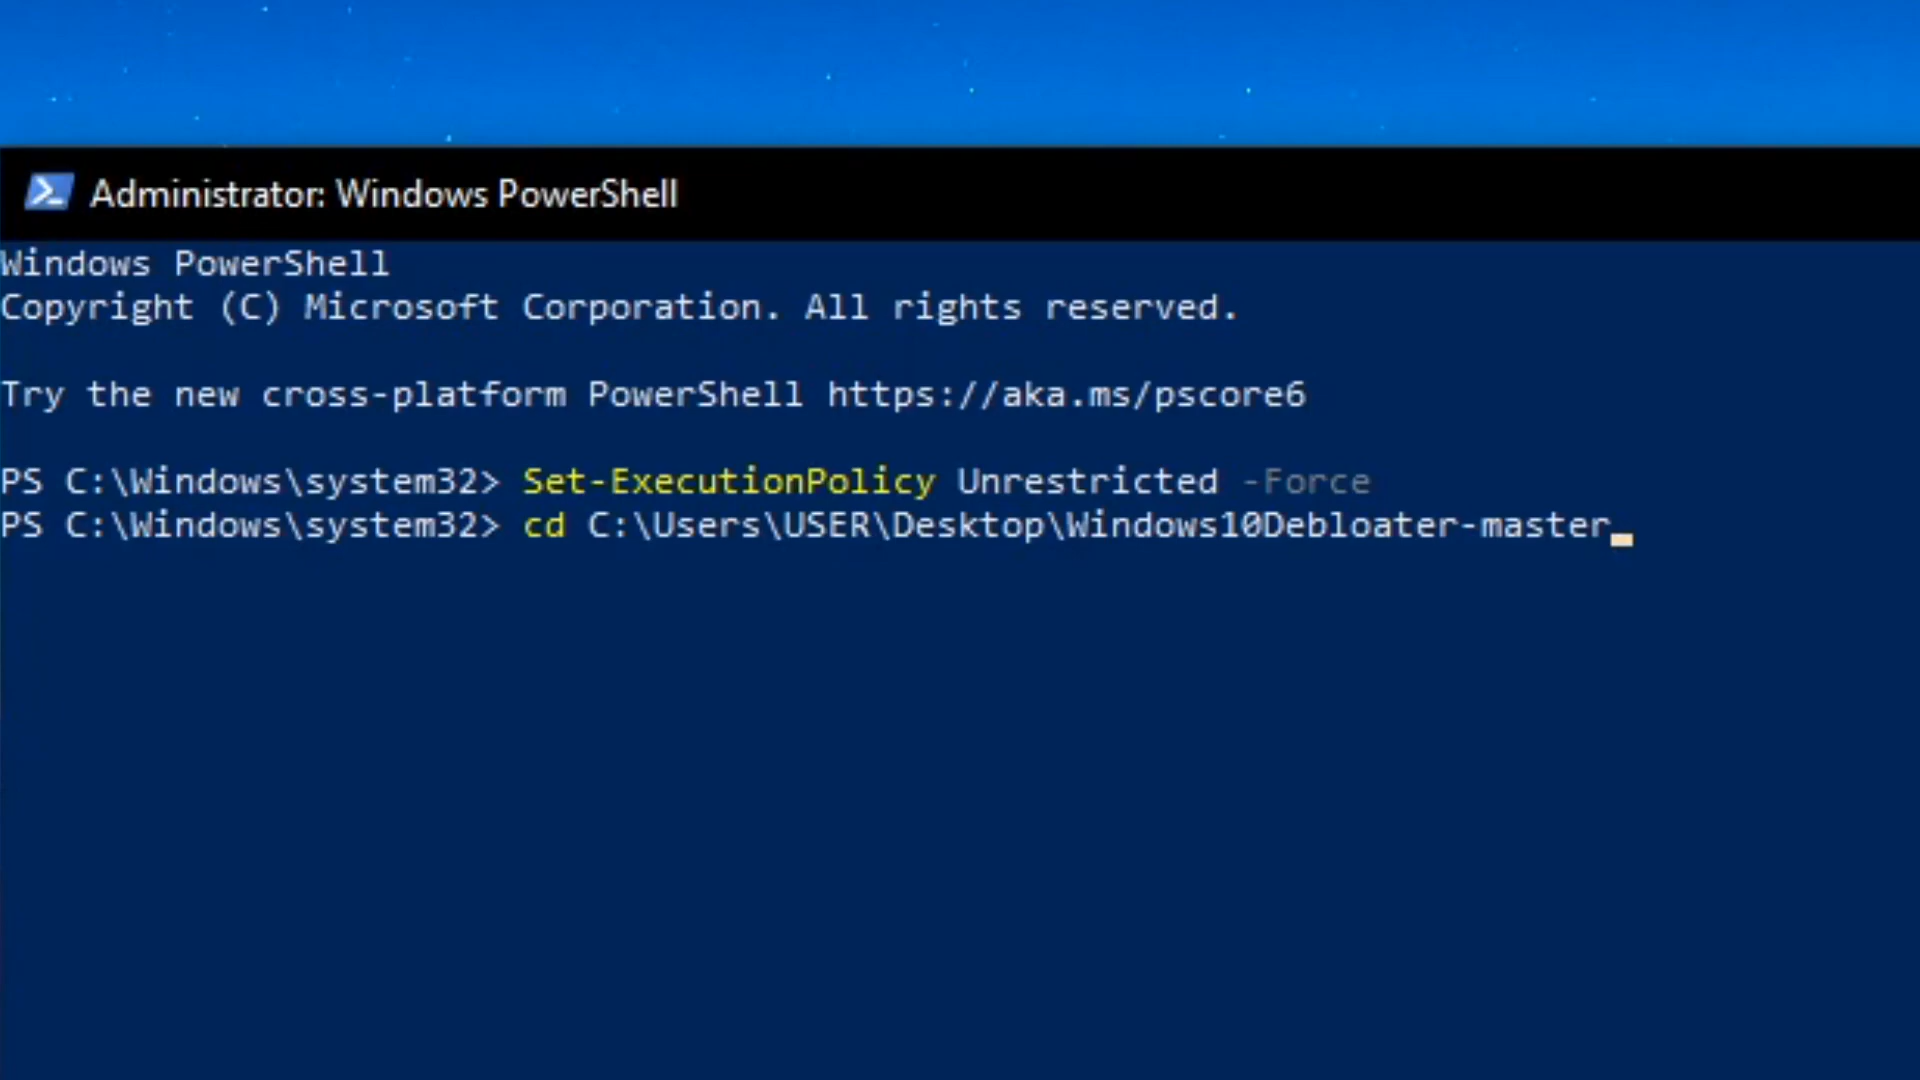 Administrator: Windows PowerShell
Windows PowerShell
Copyright (C) Microsoft Corporation. All rights reserved.
Try the new cross-platform PowerShell https://aka.ms/pscore6
PS C:\Windows\system32> Set-ExecutionPolicy Unrestricted -Force
PS C:\Windows\system32> cd C:\Users\USER\Desktop\Windows10Debloater-master